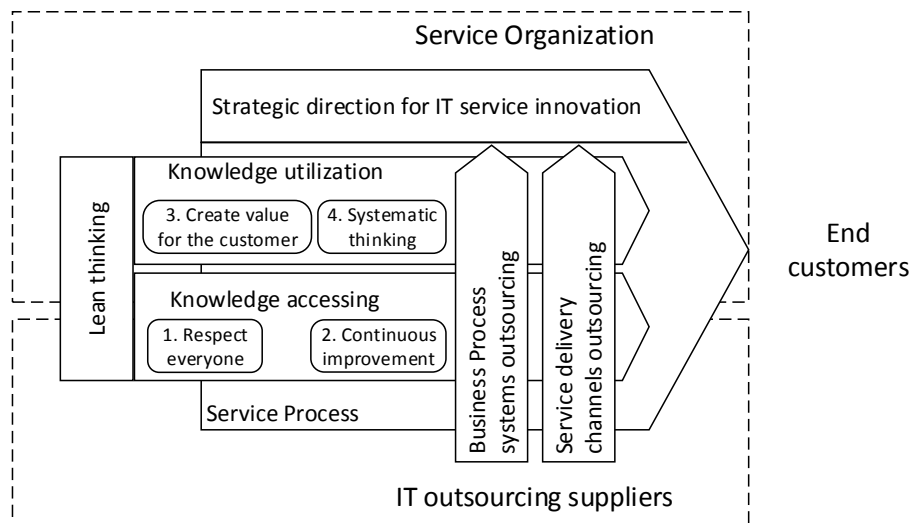 Service Organization
Strategic direction for IT service innovation
Lean thinking
Knowledge utilization
3. Create value
for the customer
4. Systematic
thinking
Knowledge accessing
1. Respect
everyone
2. Continuous
improvement
Service Process
Business Process
systems outsourcing
Service delivery
channels outsourcing
End
customers
IT outsourcing suppliers